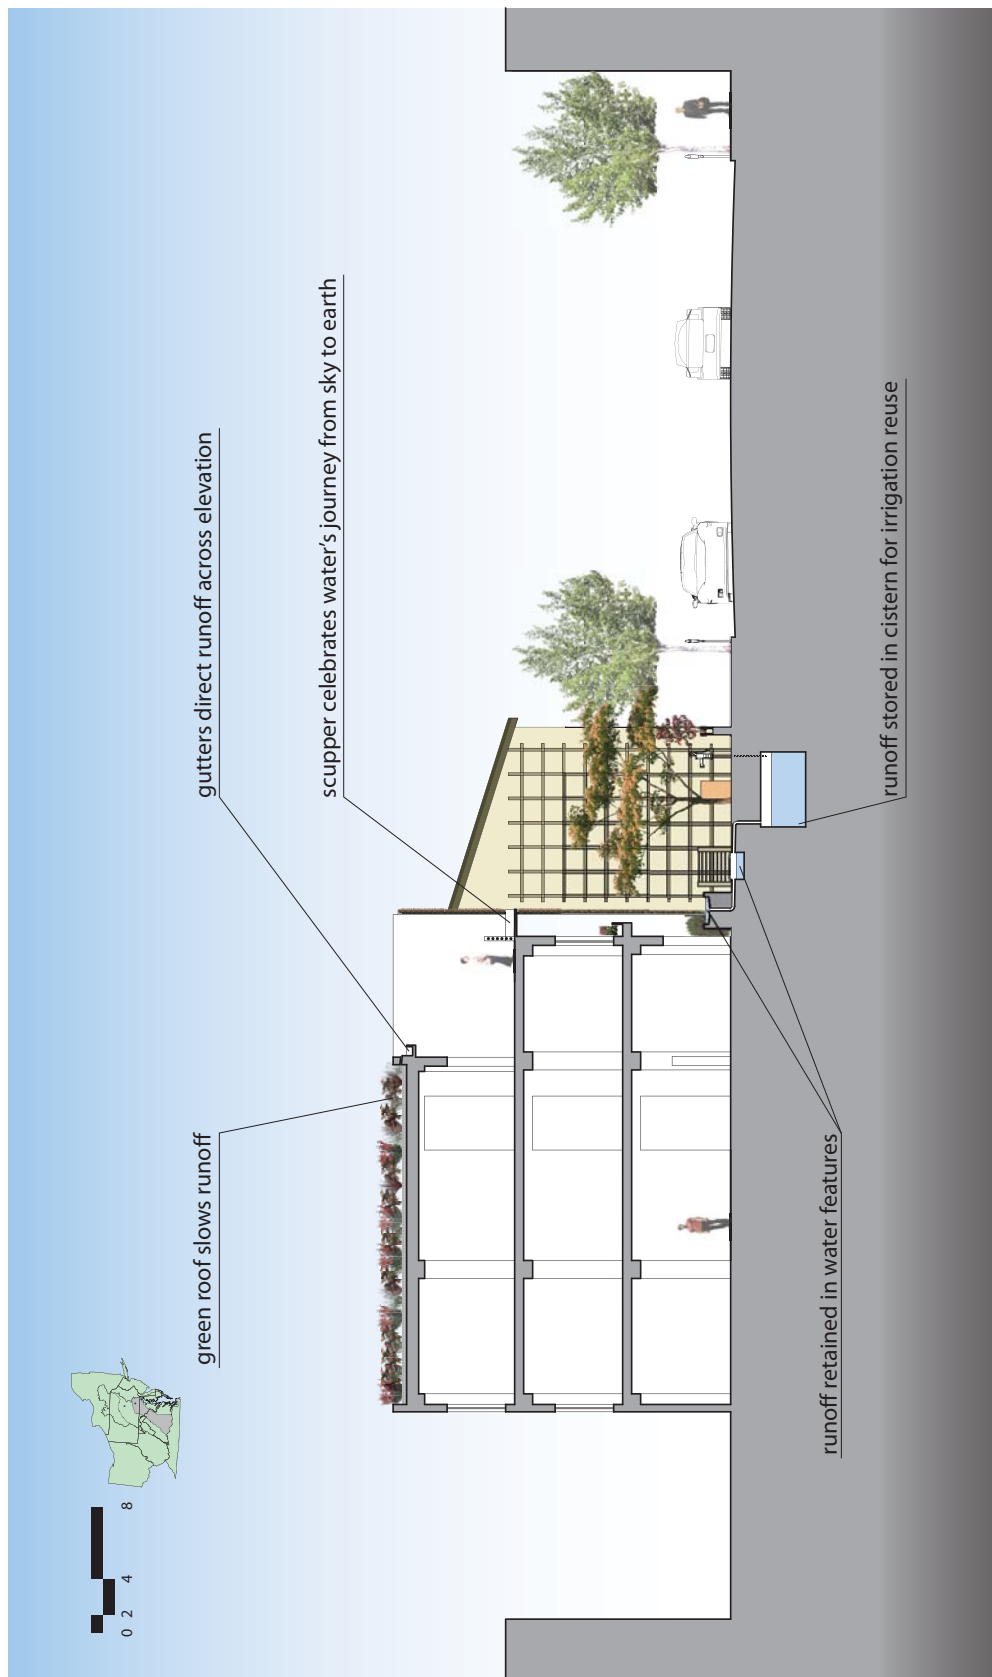 0 2 4 8
green roof slows runoff
gutters direct runoff across elevation
scupper celebrates water's journey from sky to earth
runoff retained in water features
runoff stored in cistern for irrigation reuse